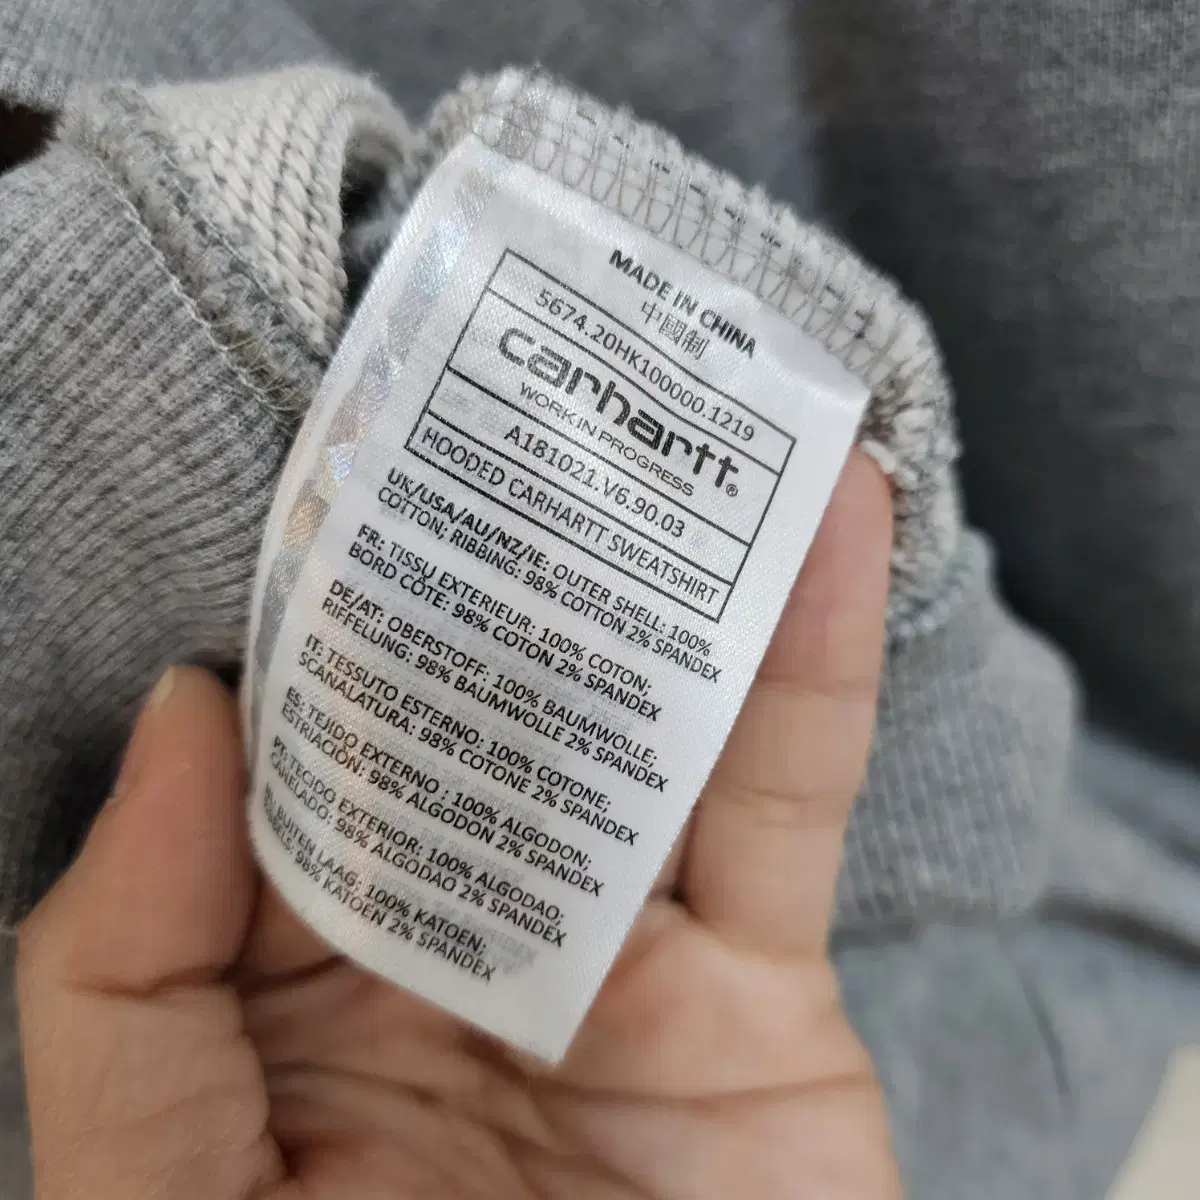 MADE IN CHINA
中國制
5674.20HK100000.1219
carhartt®
WORK IN PROGRESS
A181021.V6.90.03
HOODED CARHARTT SWEATSHIRT
UK/USA/AU/NZ/IE: OUTER SHELL: 100%
COTTON; RIBBING: 98% COTTON 2% SPANDEX
FR: TISSU EXTERIEUR: 100% COTON;
BORD COTE: 98% COTON 2% SPANDEX
DE/AT: OBERSTOFF: 100% BAUMWOLLE;
RIFFELUNG: 98% BAUMWOLLE 2% SPANDEX
IT: TESSUTO ESTERNO: 100% COTONE;
SCANALATURA: 98% COTONE 2% SPANDEX
ES: TEJIDO EXTERNO : 100% ALGODON;
ESTRIACIÓN: 98% ALGODON 2% SPANDEX
PT: TECIDO EXTERIOR: 100% ALGODAO;
CANELADO: 98% ALGODAO 2% SPANDEX
BUITEN LAAG: 100% KATOEN;
98% KATOEN 2% SPANDEX